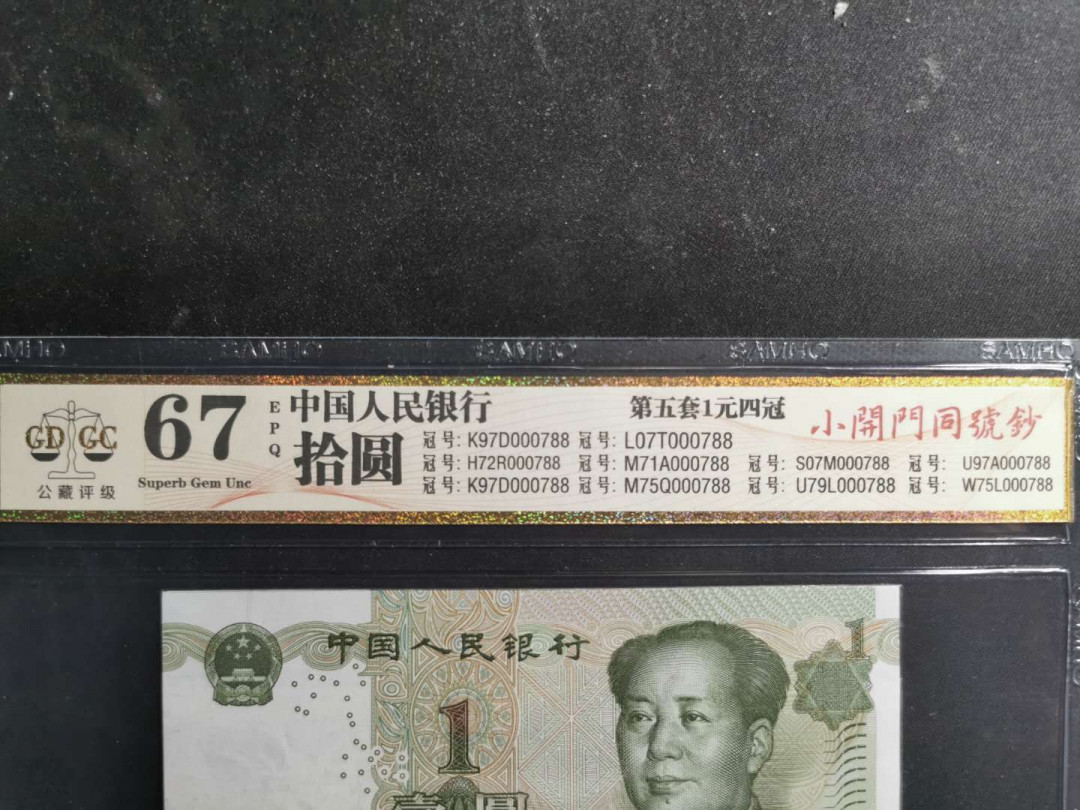 SAMHO SAMHO SAMHO SAMHO
GD GC
公藏评级
67
EPQ
Superb Gem Unc
中国人民银行
拾圆
第五套1元四冠
小開門同號鈔
冠号: K97D000788 冠号: L07T000788
冠号: H72R000788 冠号: M71A000788 冠号: S07M000788 冠号: U97A000788
冠号: K97D000788 冠号: M75Q000788 冠号: U79L000788 冠号: W75L000788
中国人民银行
1
1
壹圆